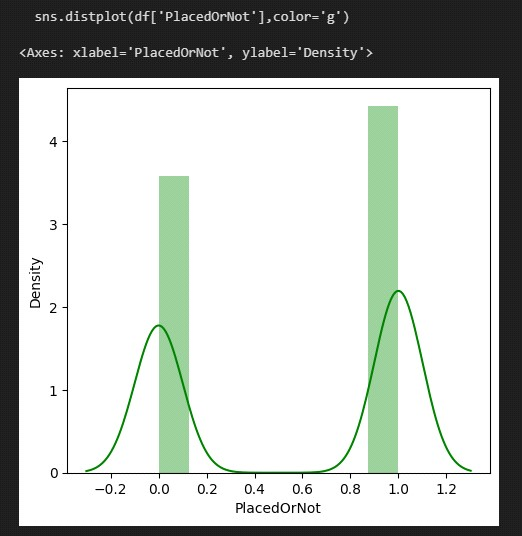 sns.distplot(df['PlacedOrNot'],color='g')
<Axes: xlabel='PlacedOrNot', ylabel='Density'>
4
3
2
1
0
Density
−0.2 0.0 0.2 0.4 0.6 0.8 1.0 1.2
PlacedOrNot